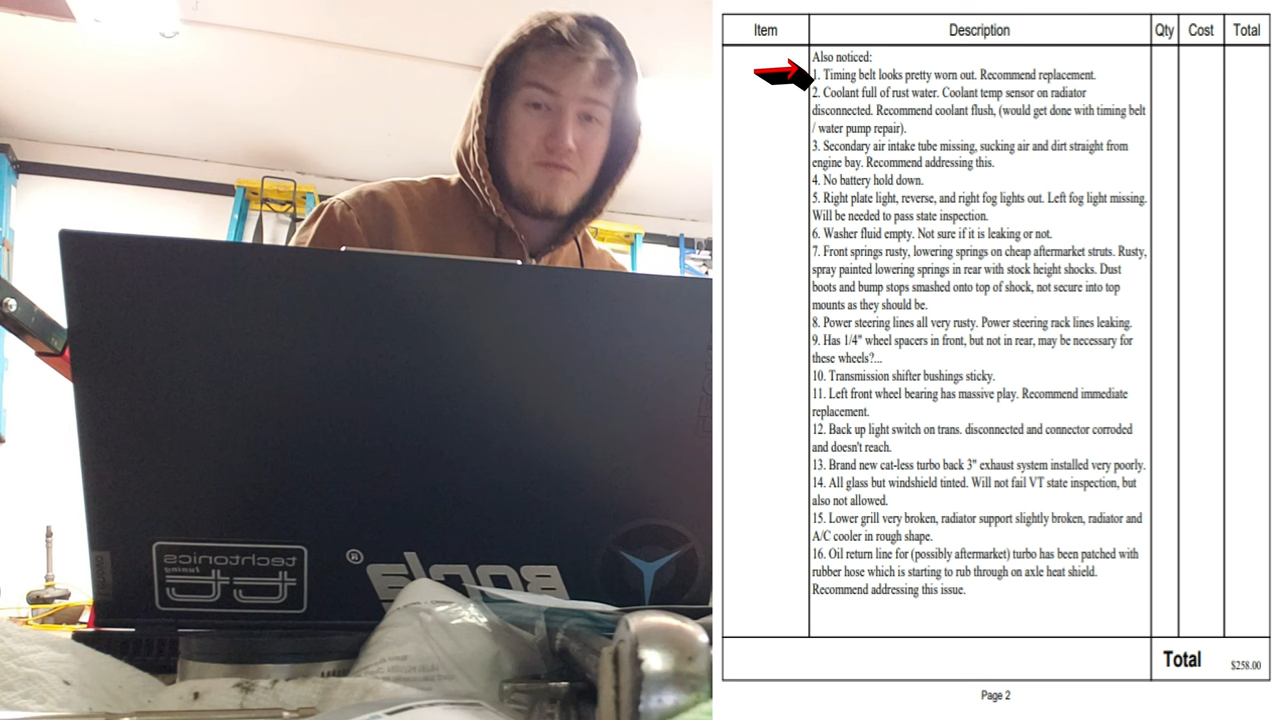 techtonics
tuning
tt
Borla®
Item Description Qty Cost Total
Also noticed:
1. Timing belt looks pretty worn out. Recommend replacement.
2. Coolant full of rust water. Coolant temp sensor on radiator
disconnected. Recommend coolant flush, (would get done with timing belt
/ water pump repair).
3. Secondary air intake tube missing, sucking air and dirt straight from
engine bay. Recommend addressing this.
4. No battery hold down.
5. Right plate light, reverse, and right fog lights out. Left fog light missing.
Will be needed to pass state inspection.
6. Washer fluid empty. Not sure if it is leaking or not.
7. Front springs rusty, lowering springs on cheap aftermarket struts. Rusty,
spray painted lowering springs in rear with stock height shocks. Dust
boots and bump stops smashed onto top of shock, not secure into top
mounts as they should be.
8. Power steering lines all very rusty. Power steering rack lines leaking.
9. Has 1/4" wheel spacers in front, but not in rear, may be necessary for
these wheels?...
10. Transmission shifter bushings sticky.
11. Left front wheel bearing has massive play. Recommend immediate
replacement.
12. Back up light switch on trans. disconnected and connector corroded
and doesn't reach.
13. Brand new cat-less turbo back 3" exhaust system installed very poorly.
14. All glass but windshield tinted. Will not fail VT state inspection, but
also not allowed.
15. Lower grill very broken, radiator support slightly broken, radiator and
A/C cooler in rough shape.
16. Oil return line for (possibly aftermarket) turbo has been patched with
rubber hose which is starting to rub through on axle heat shield.
Recommend addressing this issue.
Total $258.00
Page 2